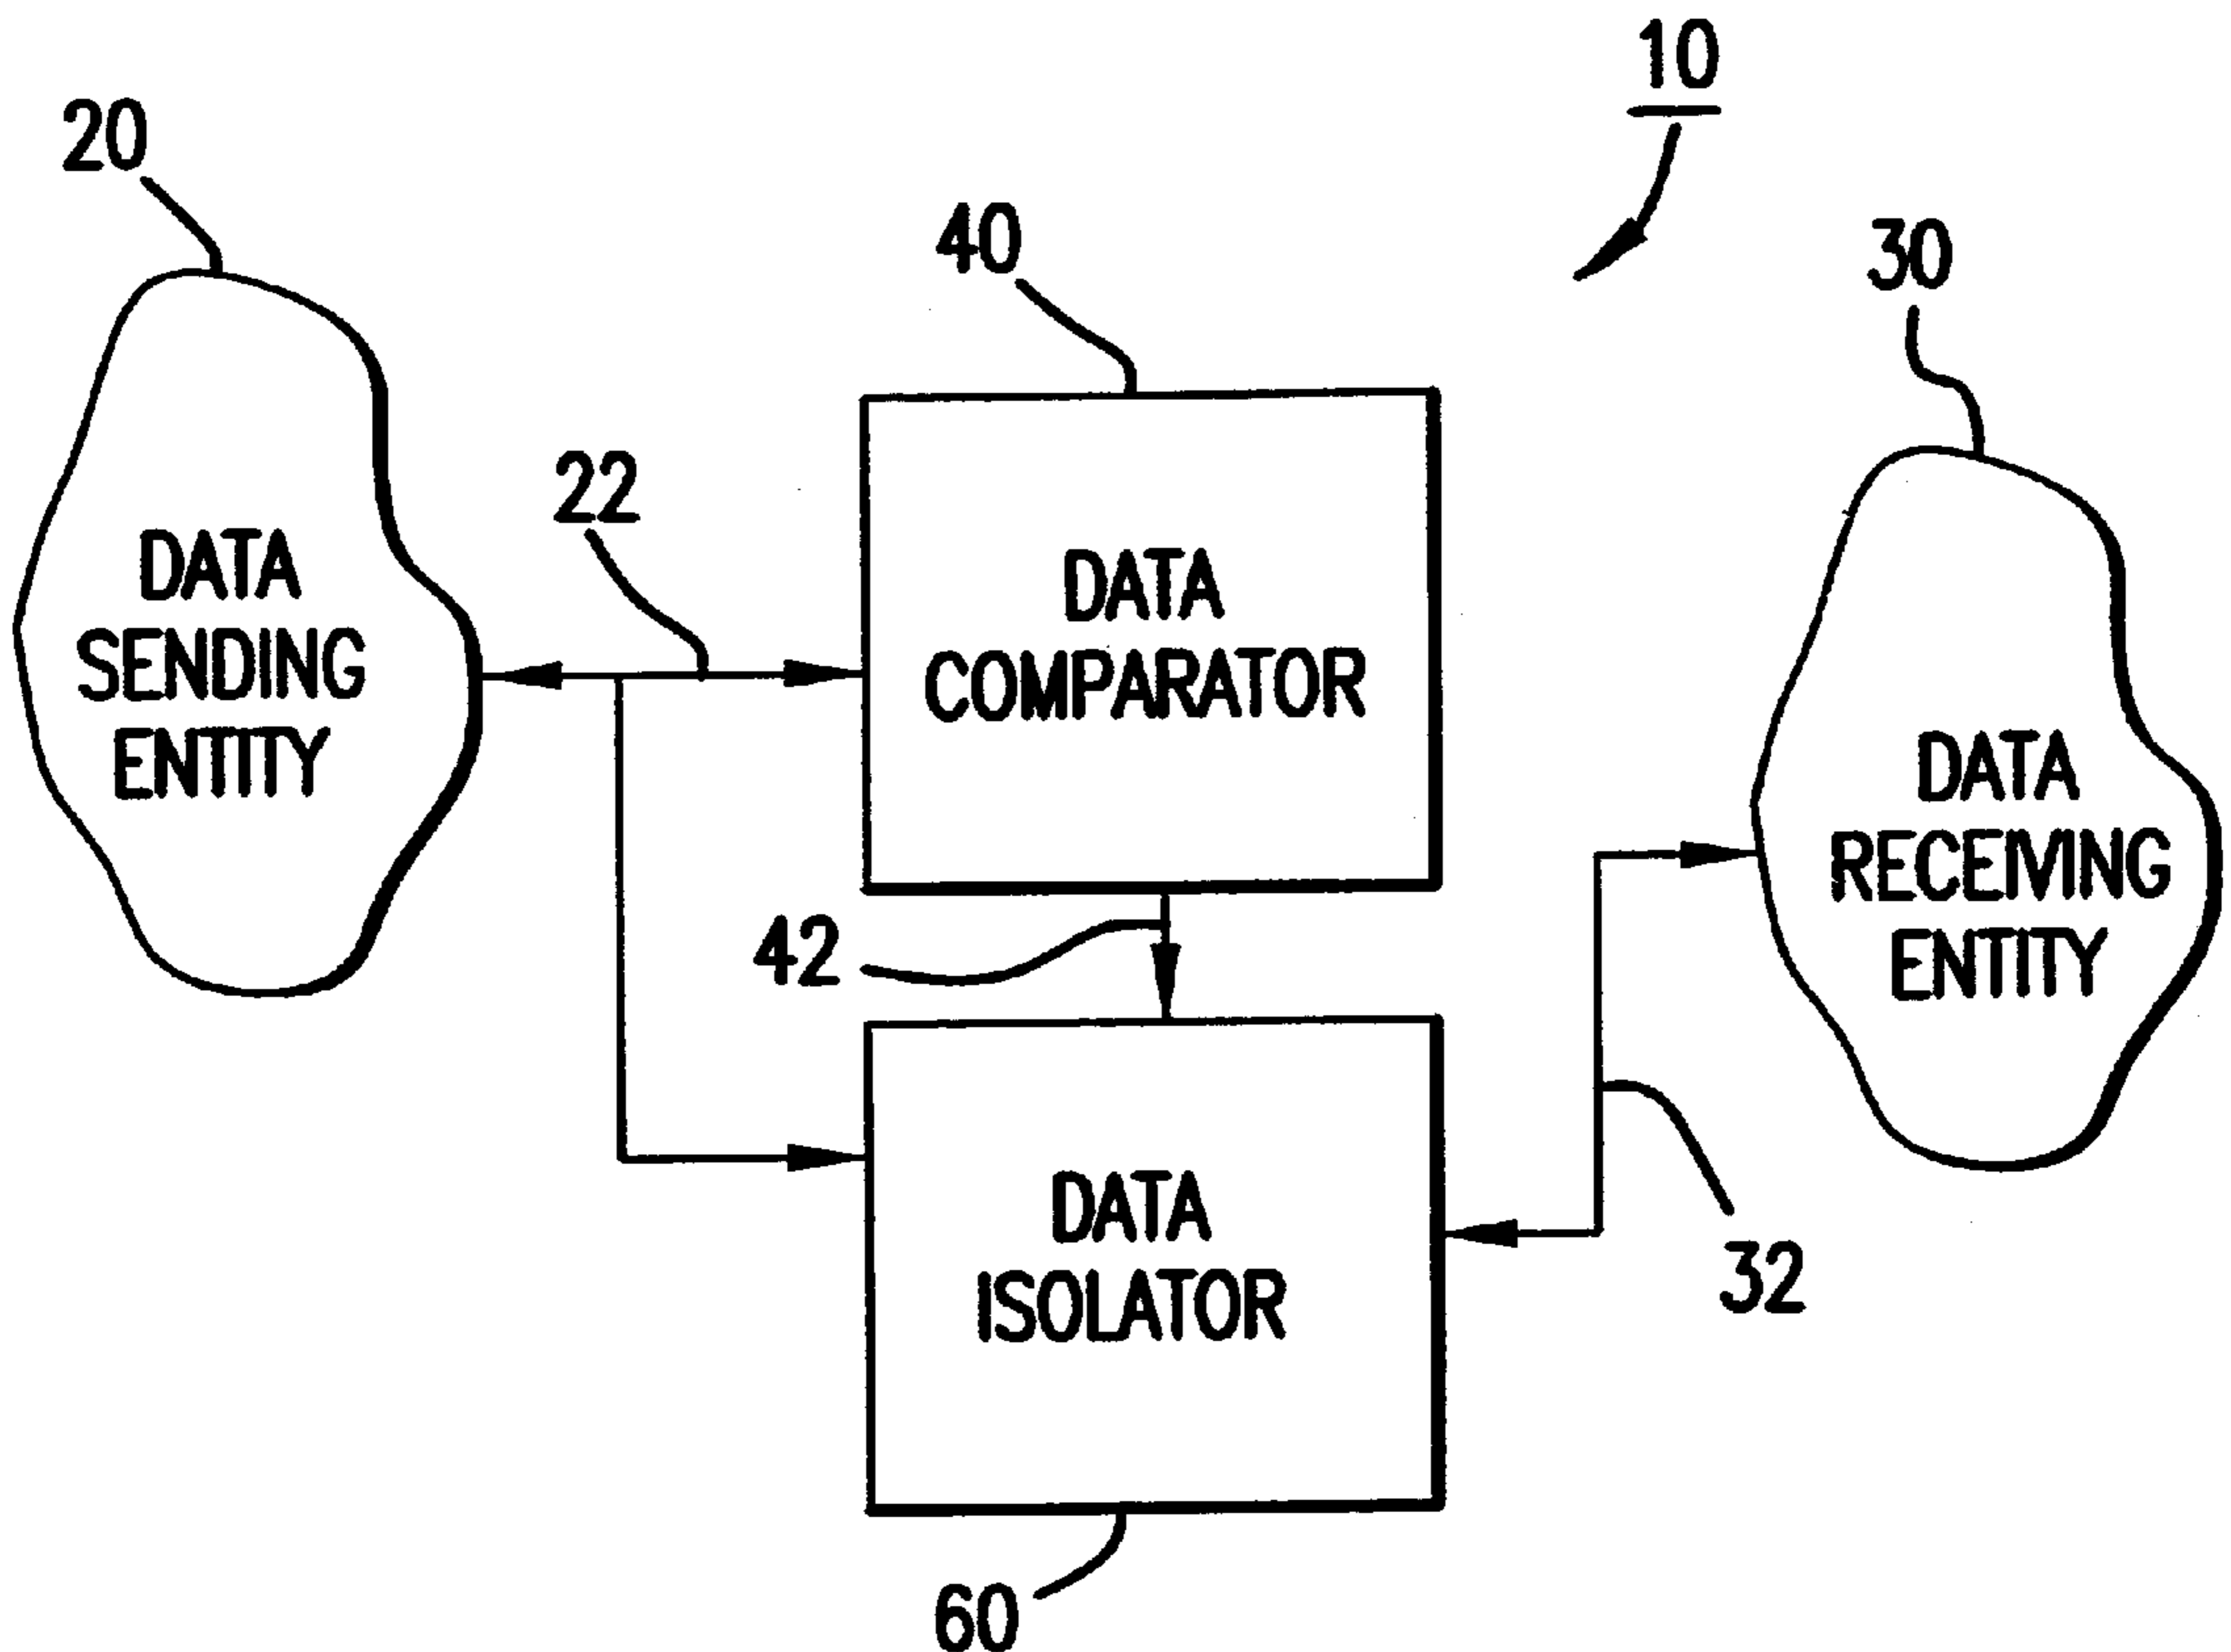 10
20
40
30
22
DATA
SENDING
ENTITY
DATA
COMPARATOR
DATA
RECEIVING
ENTITY
42
DATA
ISOLATOR
32
60